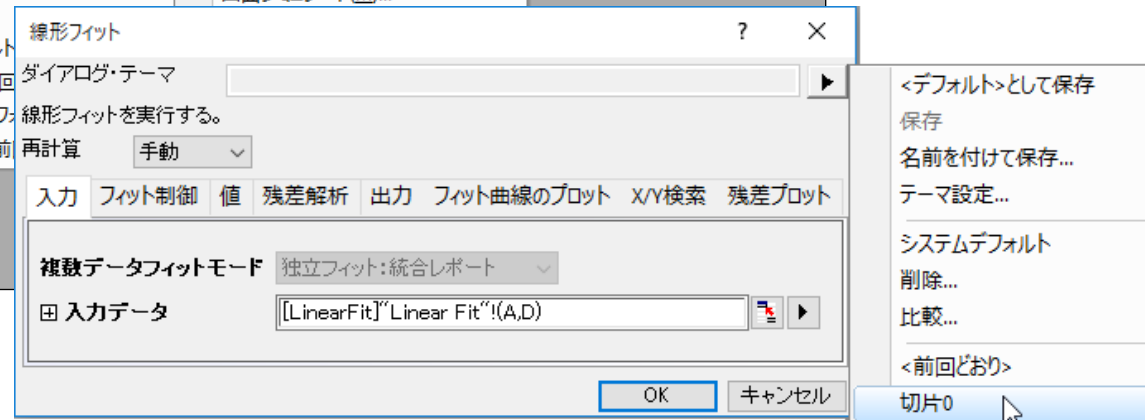 線形フィット ? ×
ダイアログ・テーマ
線形フィットを実行する。
再計算 手動
入力 フィット制御 値 残差解析 出力 フィット曲線のプロット X/Y検索 残差プロット
複数データフィットモード 独立フィット:統合レポート
入力データ [LinearFit]“Linear Fit“!(A,D)
OK キャンセル
<デフォルト>として保存
保存
名前を付けて保存...
テーマ設定...
システムデフォルト
削除...
比較...
<前回どおり>
切片0